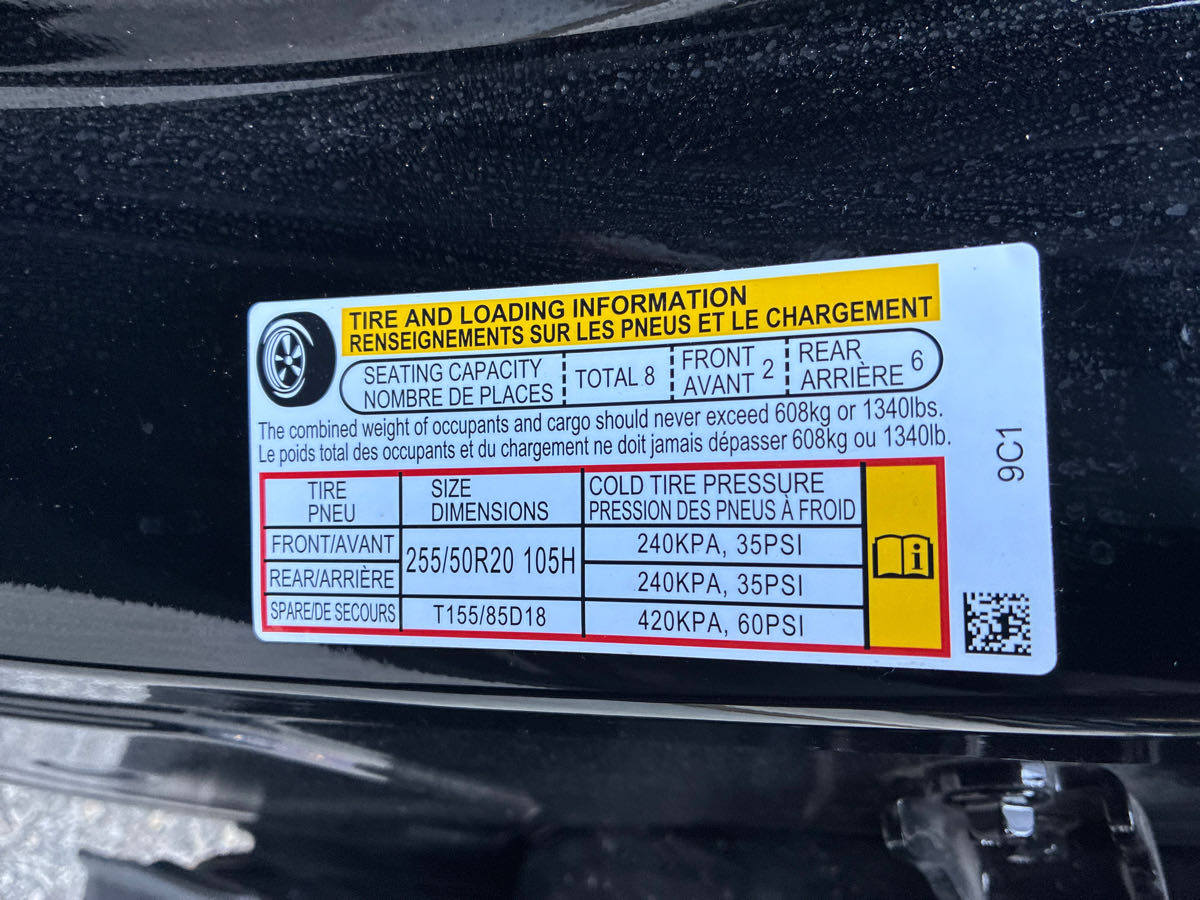 TIRE AND LOADING INFORMATION
RENSEIGNEMENTS SUR LES PNEUS ET LE CHARGEMENT
SEATING CAPACITY
NOMBRE DE PLACES
TOTAL 8
FRONT
AVANT 2
REAR
ARRIÈRE 6
The combined weight of occupants and cargo should never exceed 608kg or 1340lbs.
Le poids total des occupants et du chargement ne doit jamais dépasser 608kg ou 1340lb.
TIRE
PNEU
SIZE
DIMENSIONS
COLD TIRE PRESSURE
PRESSION DES PNEUS À FROID
FRONT/AVANT
255/50R20 105H
240KPA, 35PSI
REAR/ARRIÈRE
240KPA, 35PSI
SPARE/DE SECOURS
T155/85D18
420KPA, 60PSI
9C1